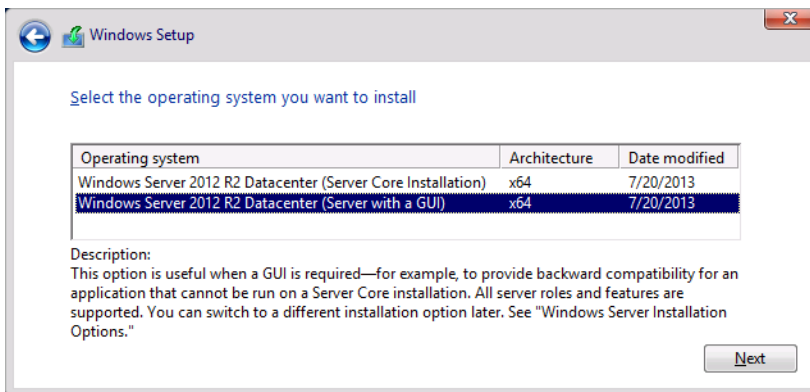 Windows Setup
Select the operating system you want to install
Operating system Architecture Date modified
Windows Server 2012 R2 Datacenter (Server Core Installation) x64 7/20/2013
Windows Server 2012 R2 Datacenter (Server with a GUI) x64 7/20/2013
Description:
This option is useful when a GUI is required—for example, to provide backward compatibility for an
application that cannot be run on a Server Core installation. All server roles and features are
supported. You can switch to a different installation option later. See "Windows Server Installation
Options."
Next